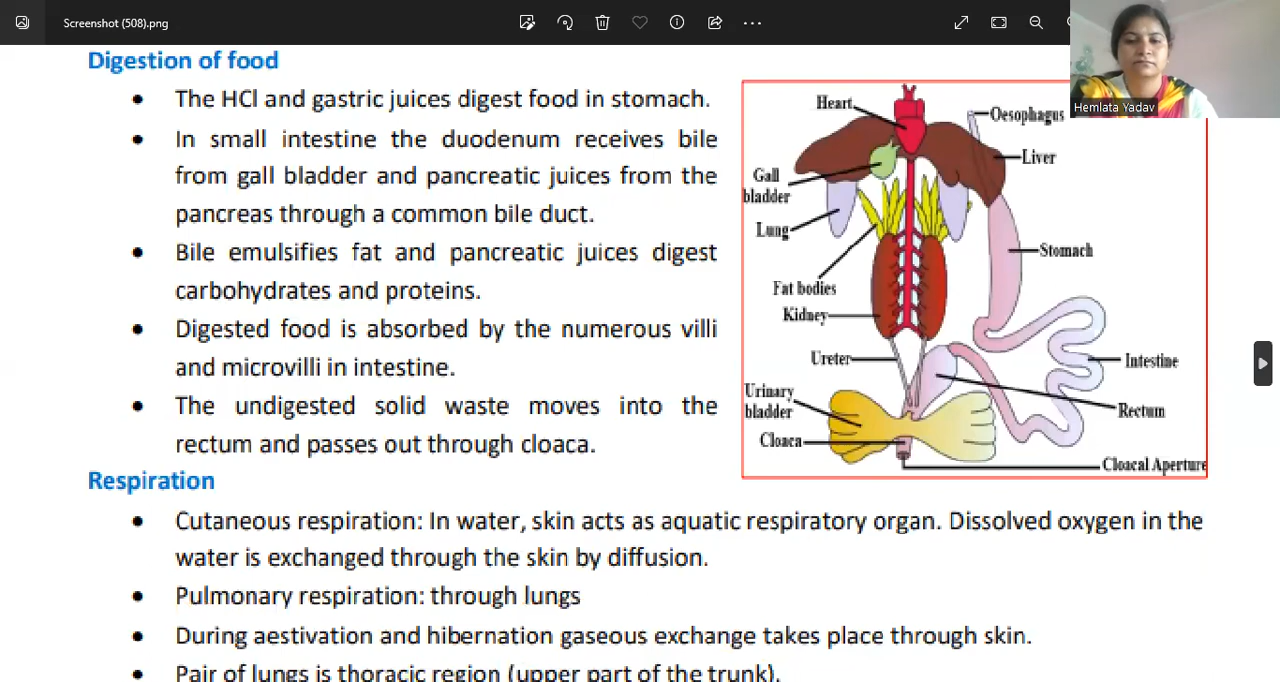 Screenshot (508).png
Digestion of food
• The HCl and gastric juices digest food in stomach.
• In small intestine the duodenum receives bile
from gall bladder and pancreatic juices from the
pancreas through a common bile duct.
• Bile emulsifies fat and pancreatic juices digest
carbohydrates and proteins.
• Digested food is absorbed by the numerous villi
and microvilli in intestine.
• The undigested solid waste moves into the
rectum and passes out through cloaca.
Heart
Oesophagus
Liver
Gall
bladder
Lung
Stomach
Fat bodies
Kidney
Ureter
Intestine
Urinary
bladder
Rectum
Cloaca
Cloacal Aperture
Hemlata Yadav
Respiration
• Cutaneous respiration: In water, skin acts as aquatic respiratory organ. Dissolved oxygen in the
water is exchanged through the skin by diffusion.
• Pulmonary respiration: through lungs
• During aestivation and hibernation gaseous exchange takes place through skin.
• Pair of lungs is thoracic region (upper part of the trunk).